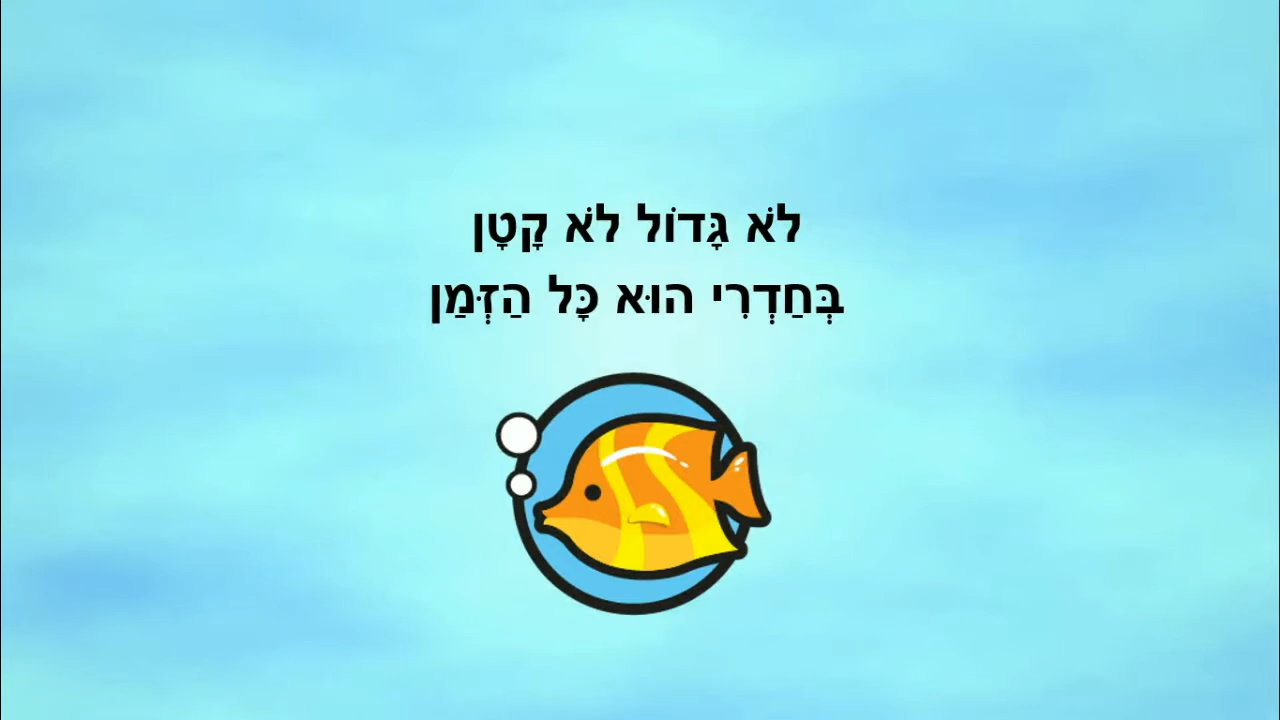 לֹא גָּדוֹל לֹא קָטָן
בְּחַדְרִי הוּא כָּל הַזְּמַן